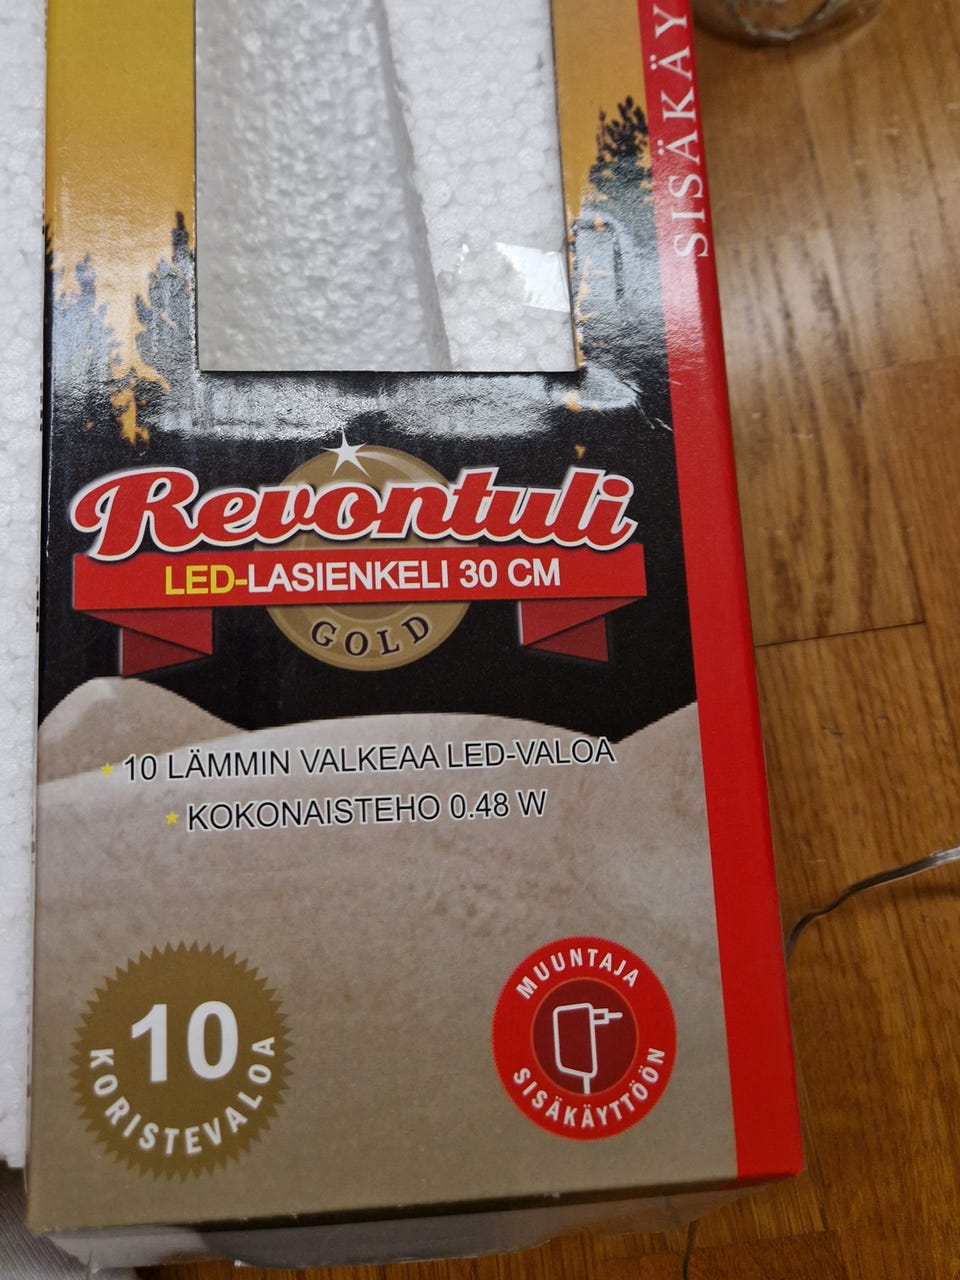 SISÄKÄY
Revontuli
LED-LASIENKELI 30 CM
GOLD
10 LÄMMIN VALKEAA LED-VALOA
KOKONAISTEHO 0.48 W
10
KORISTEVALOA
MUUNTAJA
SISÄKÄYTTÖÖN